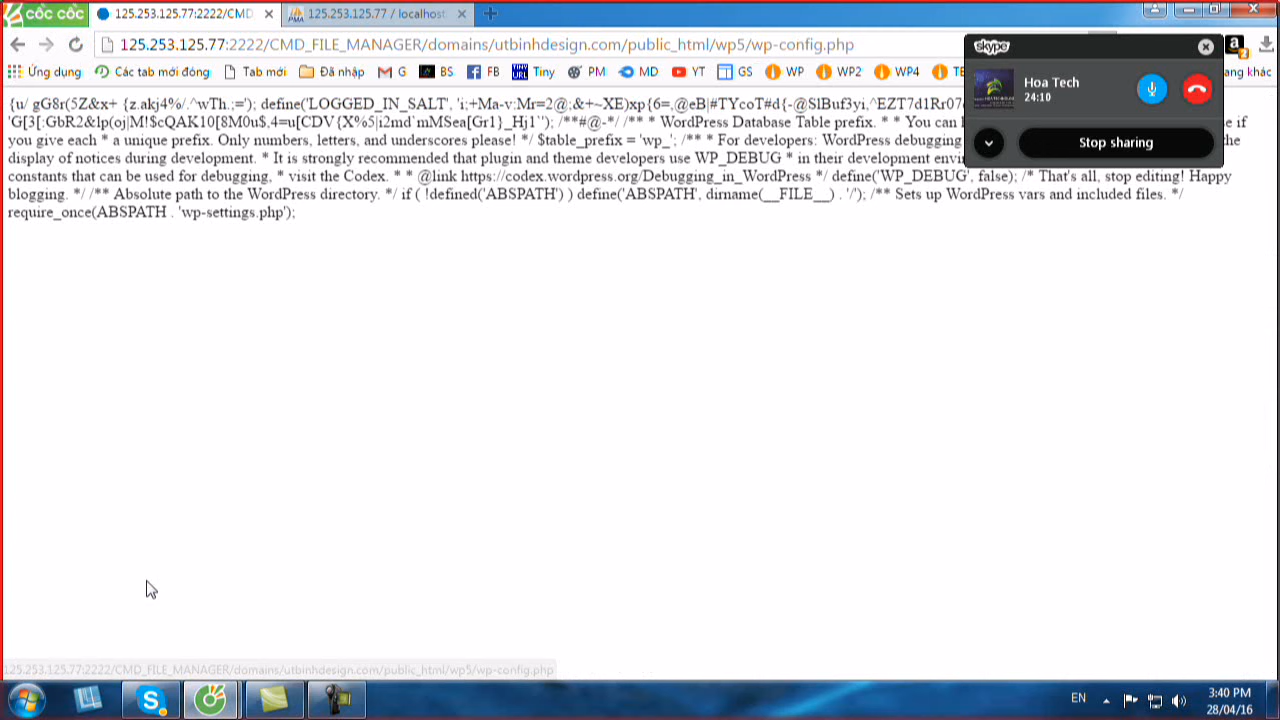 cốc cốc
125.253.125.77:2222/CMD
125.253.125.77 / localhost
125.253.125.77:2222/CMD_FILE_MANAGER/domains/utbinhdesign.com/public_html/wp5/wp-config.php
Ứng dụng Các tab mới đóng Tab mới Đã nhập G BS FB Tiny PM MD YT GS WP WP2 WP4 ang khác
skype
Hoa Tech
24:10
Stop sharing
{u/ gG8r(5Z&x+ {z.akj4%/.^wTh.;='); define('LOGGED_IN_SALT', 'i;+Ma-v:Mr=2@;&+~-XE)xp{6=,@eB|#TYcoT#d{-@SlBuf3yi,^EZT7d1Rr07
'G[3[:GbR2&lp(oj|M!$cQAK10[8M0u$,4=u[CDV{X%5|i2md`mMSea[Gr1}_Hj1`'); /**#@-*/ /** * WordPress Database Table prefix. * * You can if
you give each * a unique prefix. Only numbers, letters, and underscores please! */ $table_prefix = 'wp_'; /** * For developers: WordPress debugging the
display of notices during development. * It is strongly recommended that plugin and theme developers use WP_DEBUG * in their development
constants that can be used for debugging, * visit the Codex. * * @link https://codex.wordpress.org/Debugging_in_WordPress */ define('WP_DEBUG', false); /* That's all, stop editing! Happy
blogging. */ /** Absolute path to the WordPress directory. */ if ( !defined('ABSPATH') ) define('ABSPATH', dirname(__FILE__) . '/'); /** Sets up WordPress vars and included files. */
require_once(ABSPATH . 'wp-settings.php');
125.253.125.77:2222/CMD_FILE_MANAGER/domains/utbinhdesign.com/public_html/wp5/wp-config.php
EN
3:40 PM
28/04/16